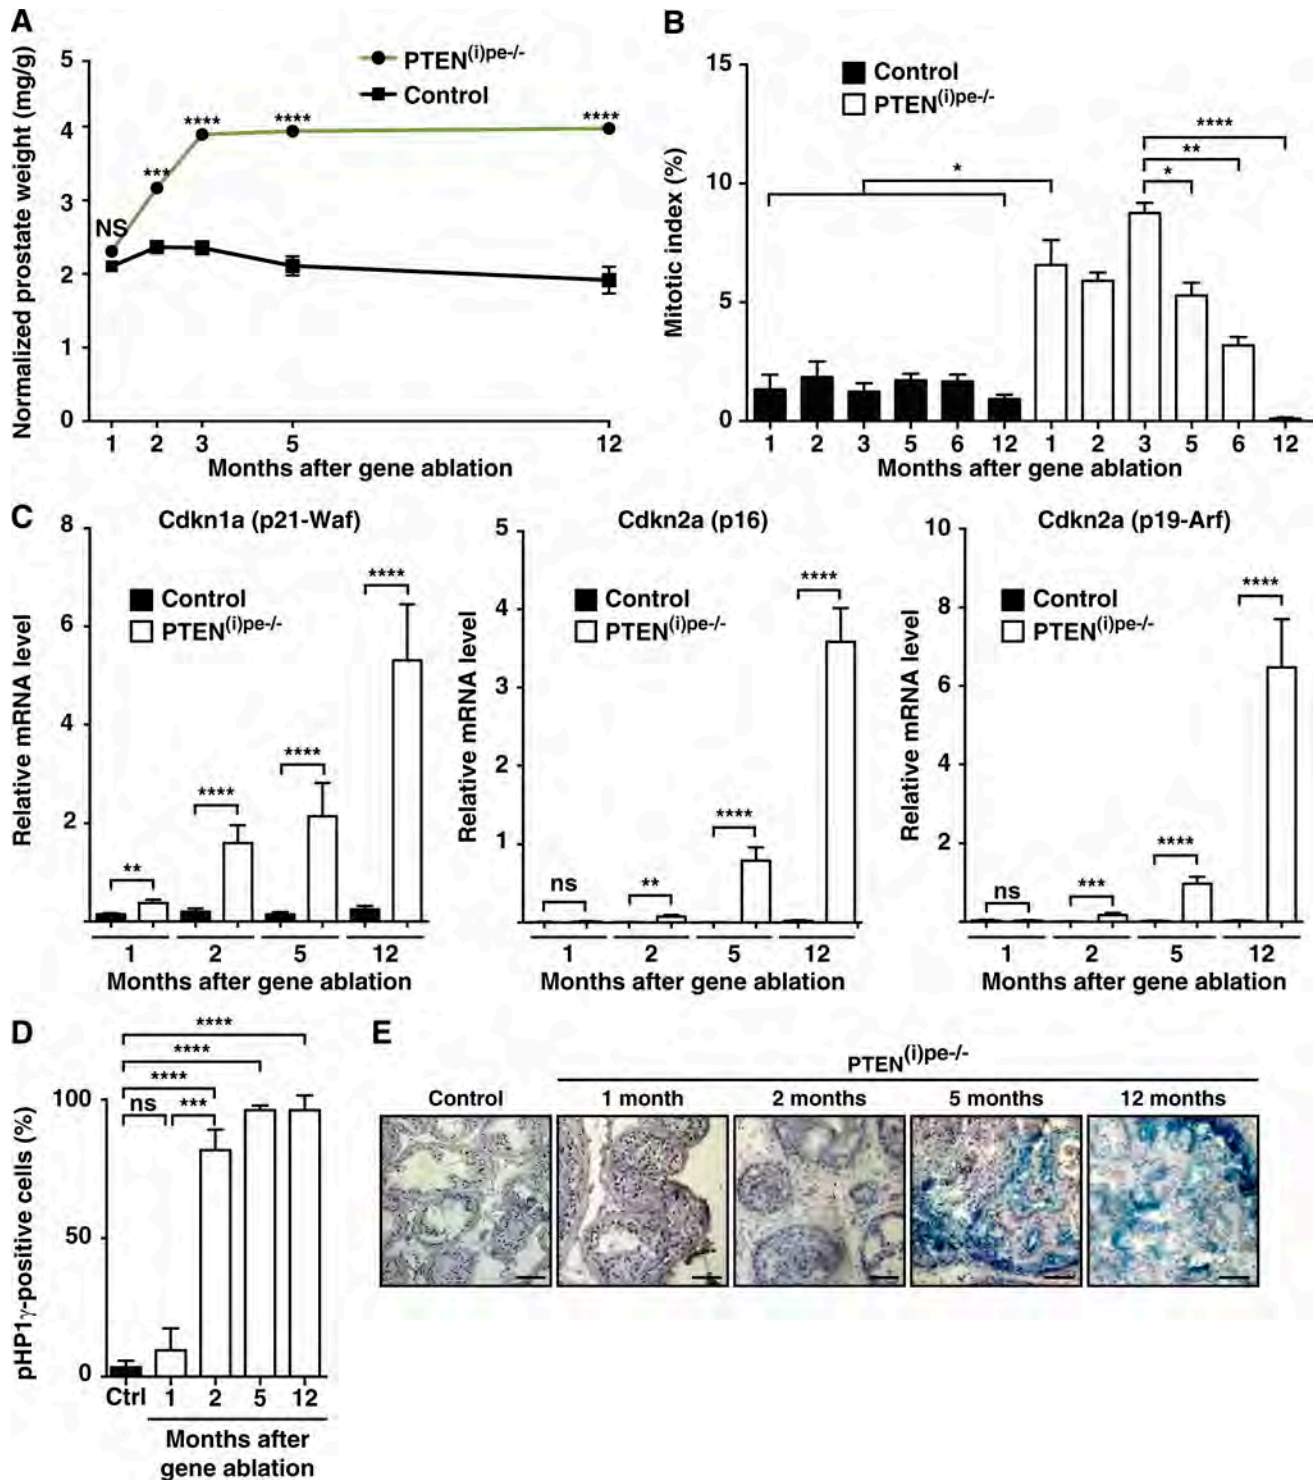 A
Normalized prostate weight (mg/g)
5
4
3
2
1
0
PTEN(i)pe-/-
Control
NS
***
****
****
****
1 2 3 5 12
Months after gene ablation
B
Mitotic index (%)
15
10
5
0
Control
PTEN(i)pe-/-
*
****
**
*
1 2 3 5 6 12 1 2 3 5 6 12
Months after gene ablation
C
Cdkn1a (p21-Waf)
Relative mRNA level
8
6
4
2
Control
PTEN(i)pe-/-
**
****
****
****
1 2 5 12
Months after gene ablation
Cdkn2a (p16)
Relative mRNA level
5
4
3
2
1
Control
PTEN(i)pe-/-
ns
**
****
****
1 2 5 12
Months after gene ablation
Cdkn2a (p19-Arf)
Relative mRNA level
10
8
6
4
2
Control
PTEN(i)pe-/-
ns
***
****
****
1 2 5 12
Months after gene ablation
D
pHP1γ-positive cells (%)
100
50
0
****
****
****
ns ***
Ctrl 1 2 5 12
Months after
gene ablation
E
PTEN(i)pe-/-
Control 1 month 2 months 5 months 12 months